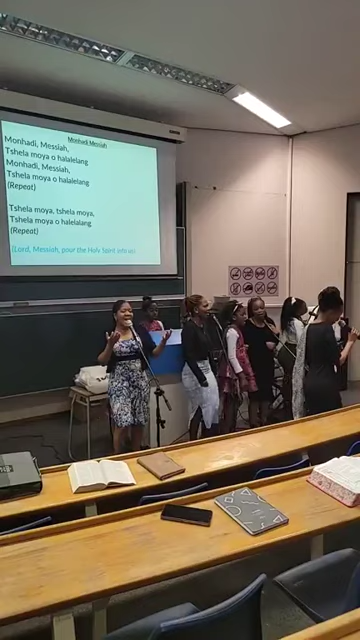 Monhadi Messiah
Monhadi, Messiah,
Tshela moya o halalelang
Monhadi, Messiah,
Tshela moya o halalelang
(Repeat)
Tshela moya, tshela moya,
Tshela moya o halalelang
(Repeat)
(Lord, Messiah, pour the Holy Spirit into us)